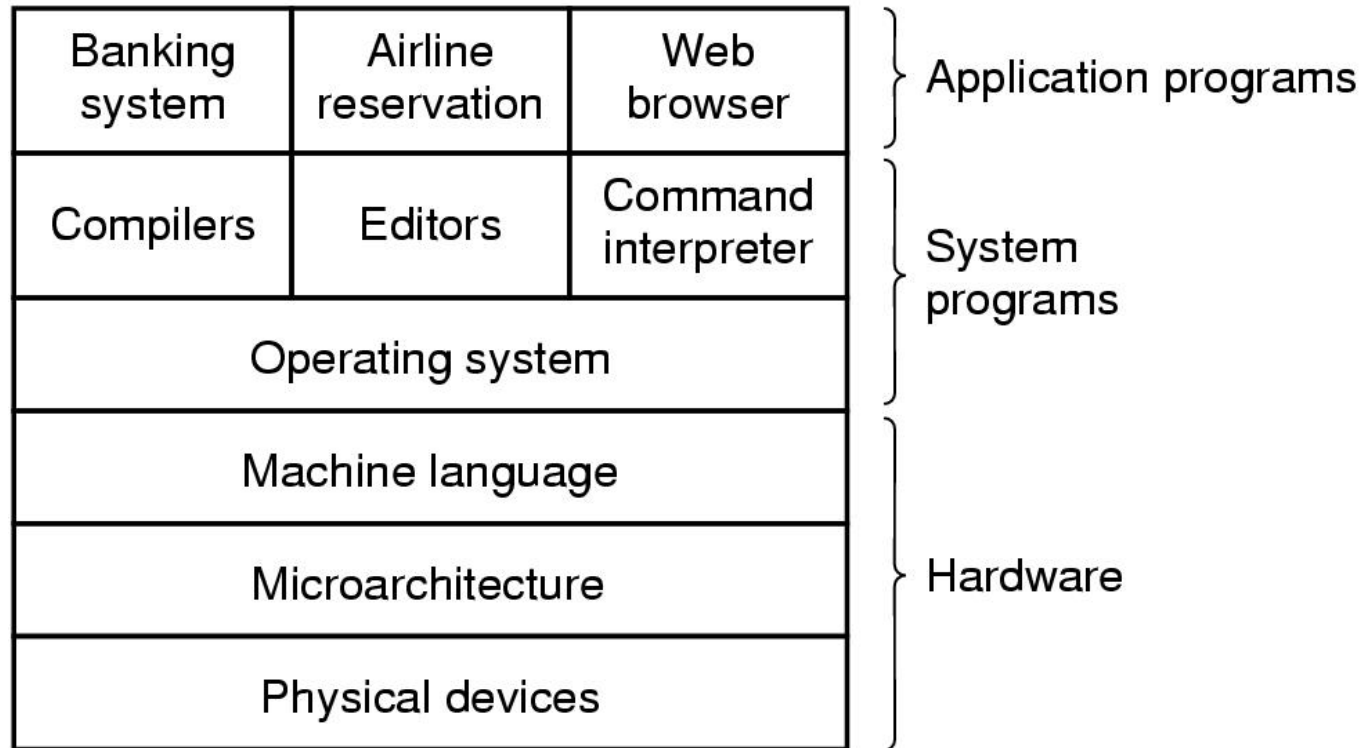 Banking
system
Airline
reservation
Web
browser
Application programs
Compilers
Editors
Command
interpreter
System
programs
Operating system
Machine language
Microarchitecture
Hardware
Physical devices